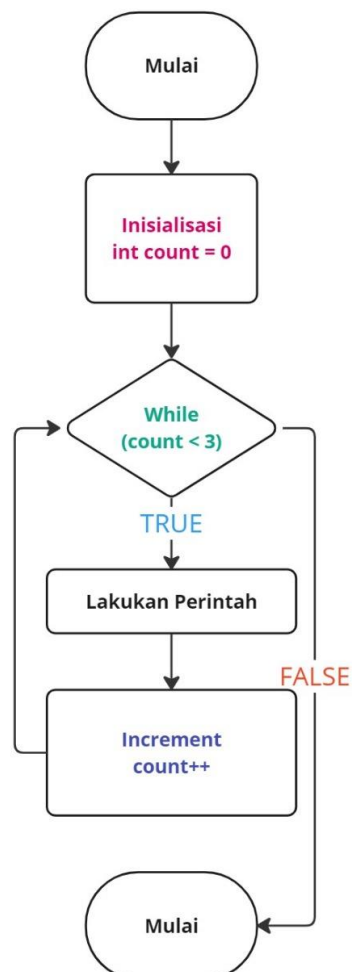 Mulai
Inisialisasi
int count = 0
While
(count < 3)
TRUE
Lakukan Perintah
FALSE
Increment
count++
Mulai